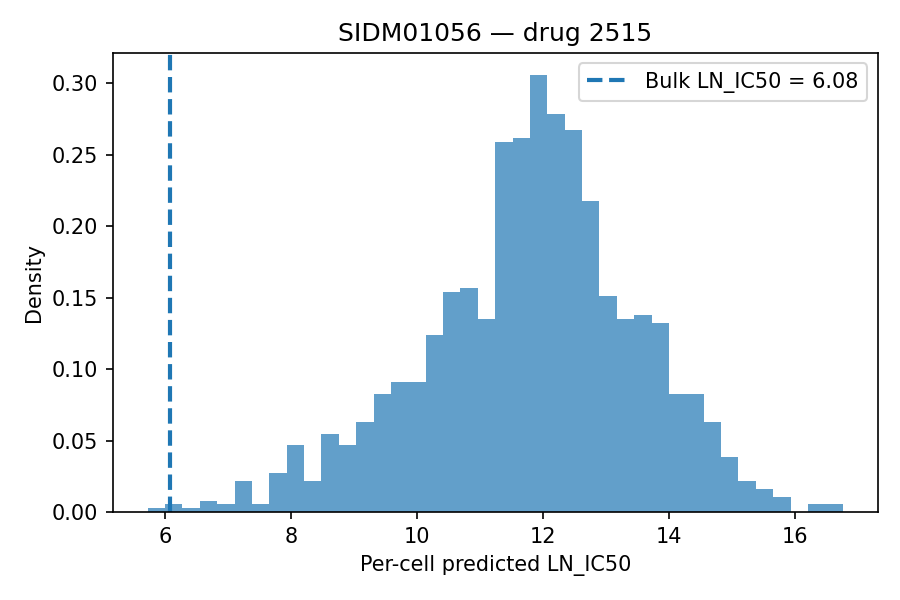 SIDM01056 — drug 2515
Bulk LN_IC50 = 6.08
Density
0.30
0.25
0.20
0.15
0.10
0.05
0.00
6 8 10 12 14 16
Per-cell predicted LN_IC50